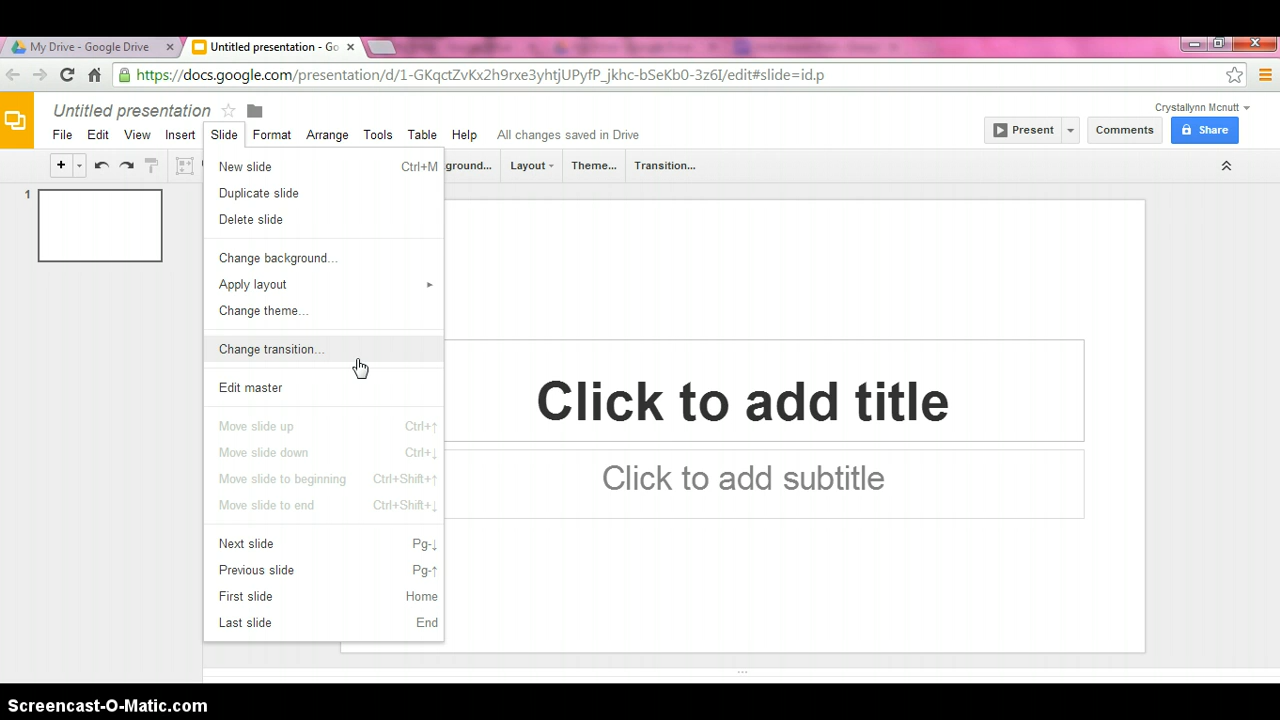 My Drive - Google Drive
Untitled presentation - Go
https://docs.google.com/presentation/d/1-GKqctZvKx2h9rxe3yhtjtPyfP_jkhc-bSeKb0-3z6I/edit#slide=id.p
Untitled presentation
Crystallynn Mcnutt
File Edit View Insert Slide Format Arrange Tools Table Help All changes saved in Drive
Present Comments Share
ground... Layout Theme... Transition...
1
New slide Ctrl+M
Duplicate slide
Delete slide
Change background...
Apply layout
Change theme...
Change transition...
Edit master
Move slide up Ctrl+↑
Move slide down Ctrl+↓
Move slide to beginning Ctrl+Shift+↑
Move slide to end Ctrl+Shift+↓
Next slide Pg-↓
Previous slide Pg-↑
First slide Home
Last slide End
Click to add title
Click to add subtitle
Screencast-O-Matic.com